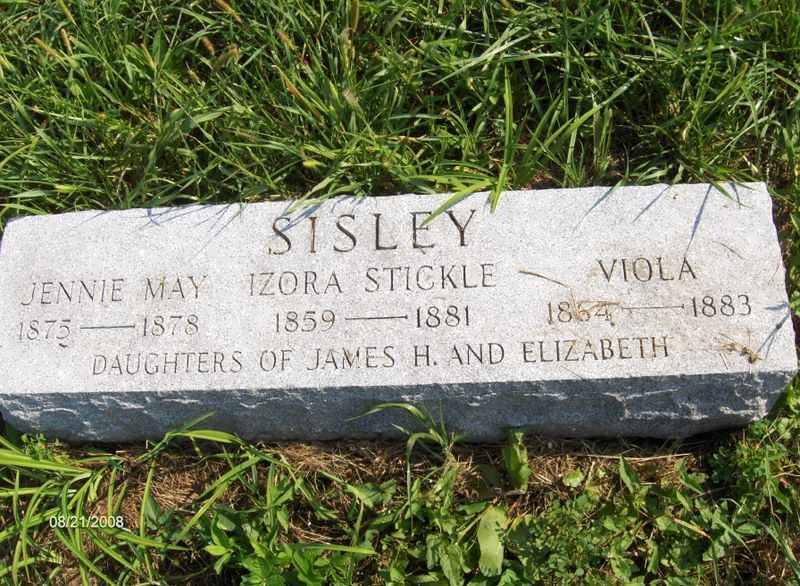 SISLEY
JENNIE MAY IZORA STICKLE VIOLA
1875 — 1878 1859 — 1881 1864 — 1883
DAUGHTERS OF JAMES H. AND ELIZABETH
08/21/2008